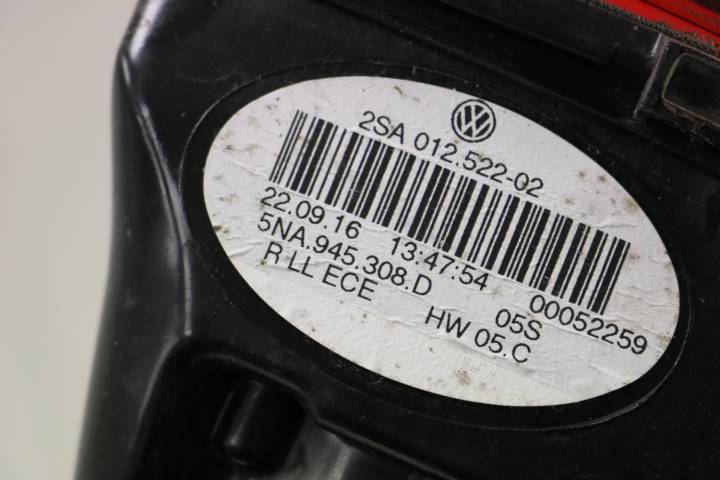 VW
2SA 012.522-02
22.09.16 13:47:54 00052259
5NA.945.308.D 05S
R LL ECE HW 05.C